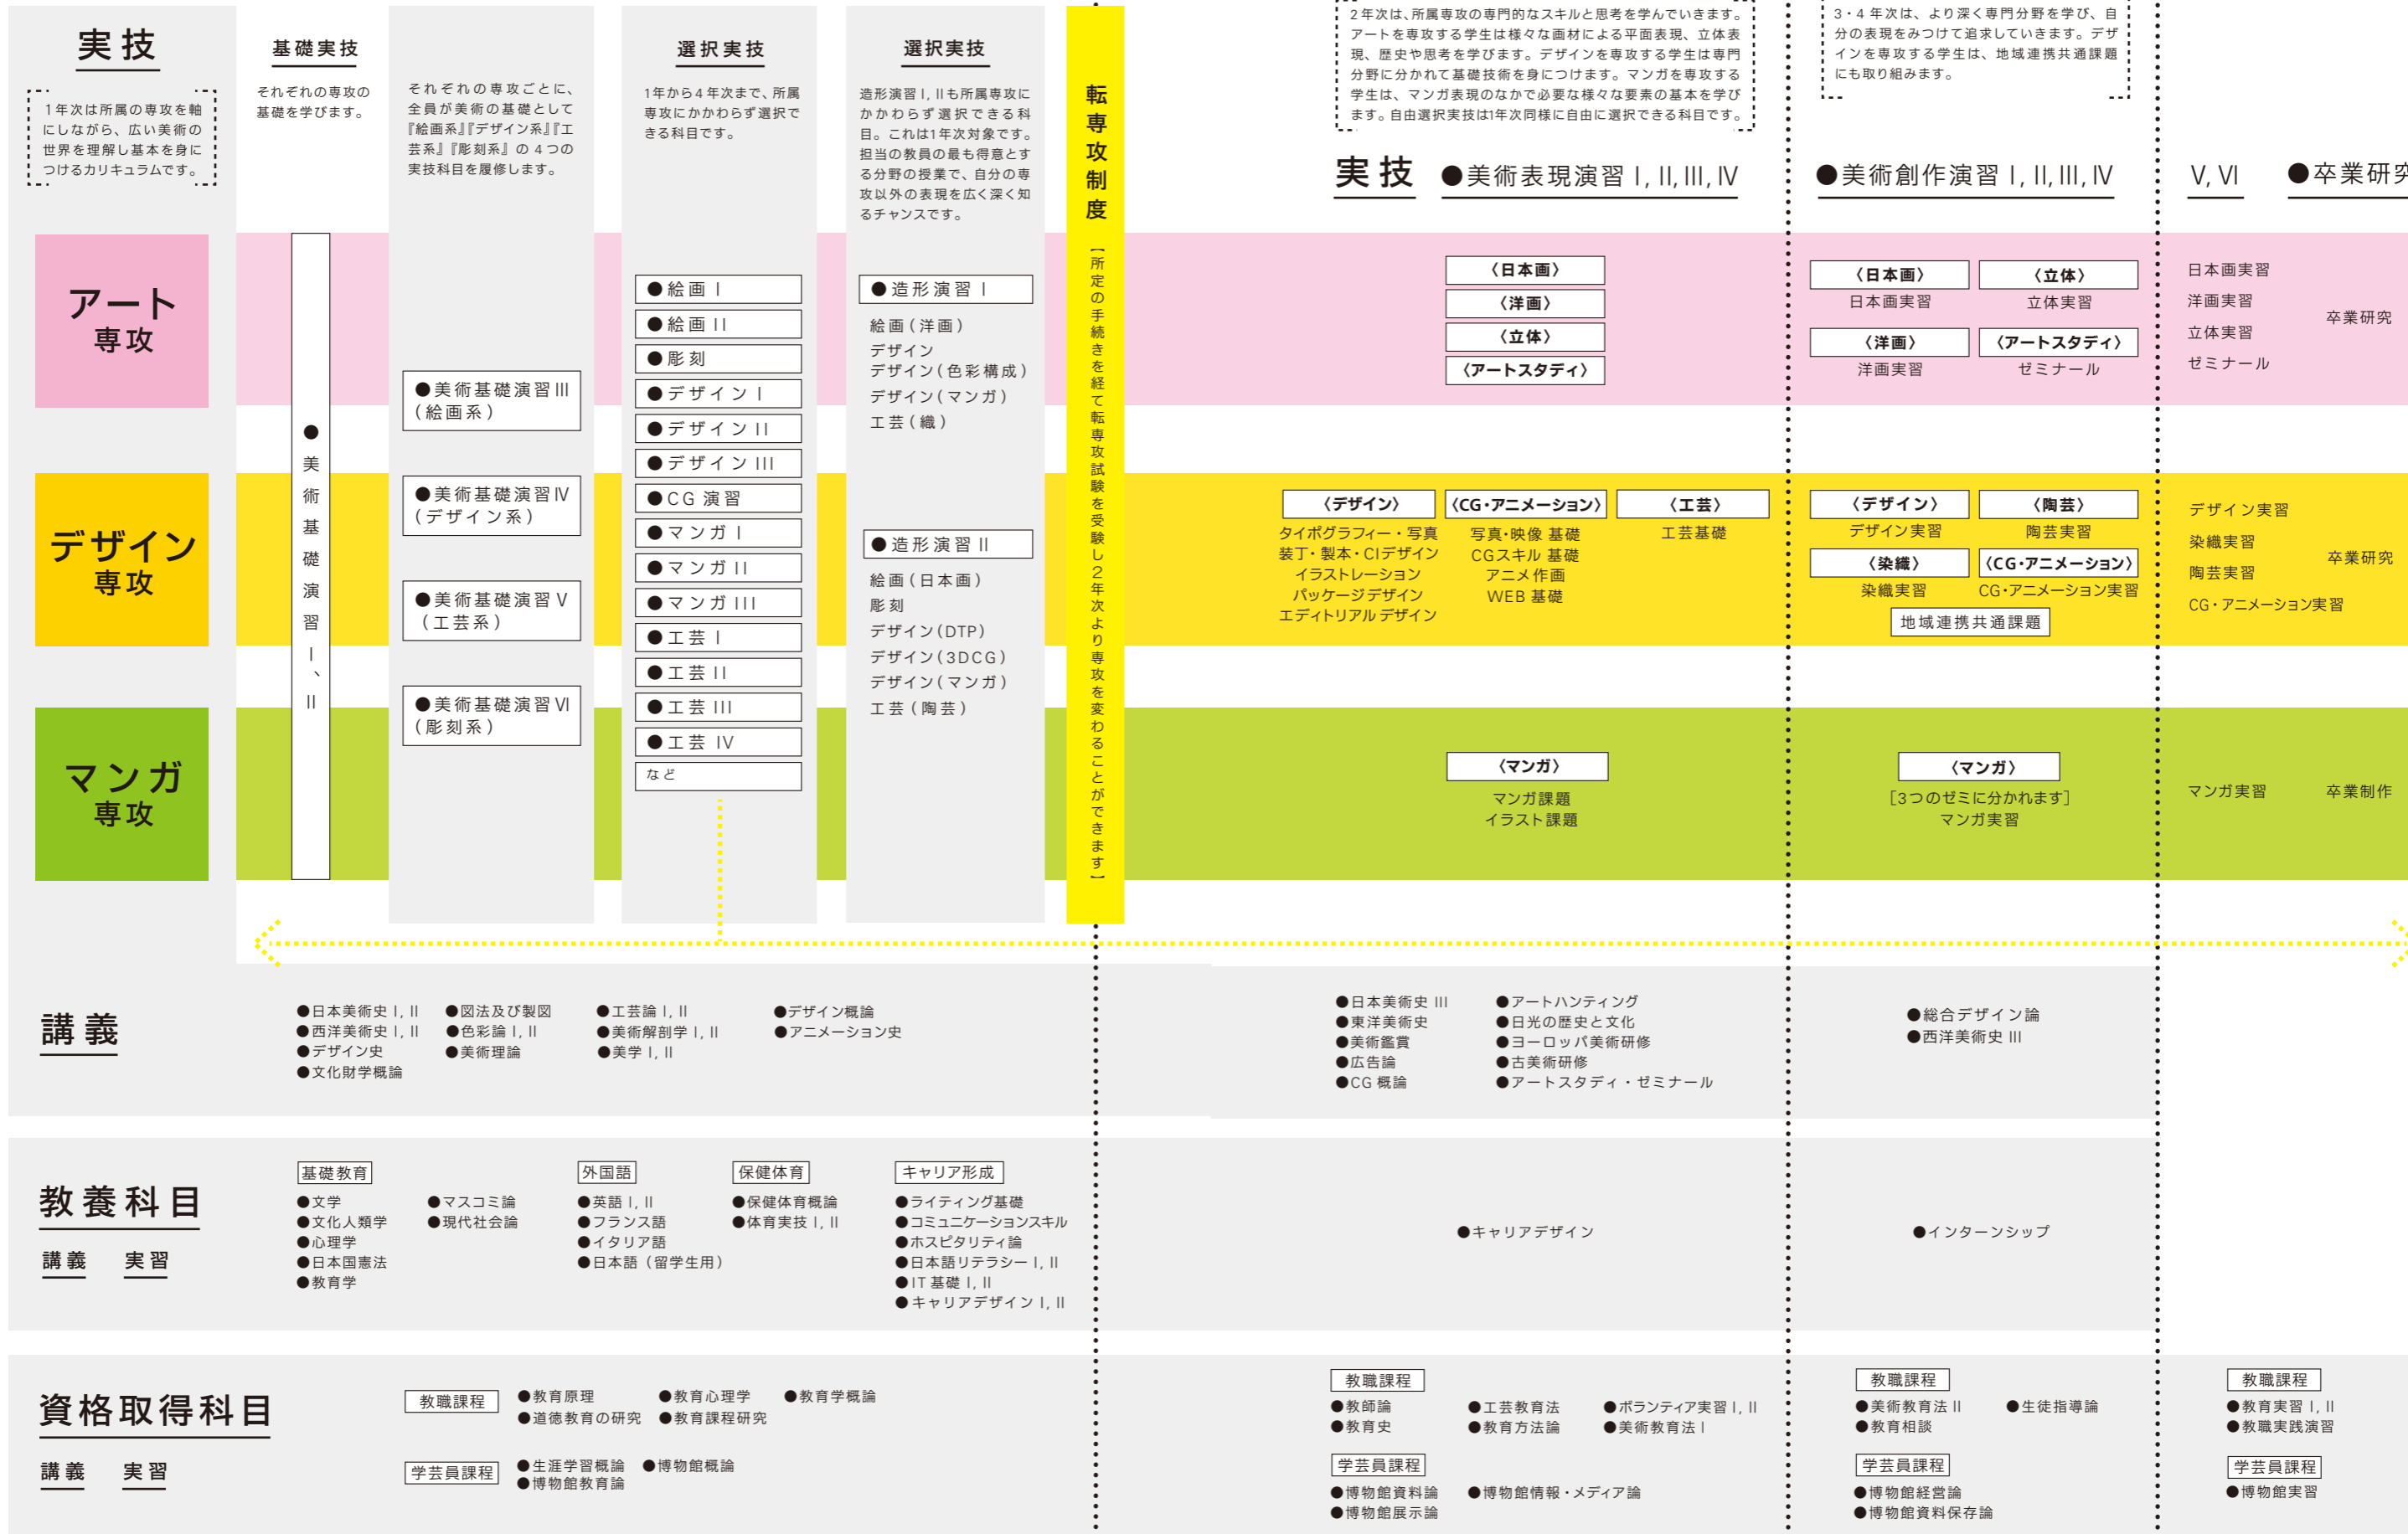 実技
1年次は所属の専攻を軸
にしながら、広い美術の
世界を理解し基本を身に
つけるカリキュラムです。
基礎実技
それぞれの専攻の
基礎を学びます。
それぞれの専攻ごとに、
全員が美術の基礎として
『絵画系』『デザイン系』『工
芸系』『彫刻系』の4つの
実技科目を履修します。
選択実技
1年から4年次まで、所属
専攻にかかわらず選択で
きる科目です。
選択実技
造形演習Ⅰ,Ⅱも所属専攻に
かかわらず選択できる科
目。これは1年次対象です。
担当の教員の最も得意とす
る分野の授業で、自分の専
攻以外の表現を広く深く知
るチャンスです。
転専攻制度
【所定の手続きを経て転専攻試験を受験し2年次より専攻を変わることができます】
2年次は、所属専攻の専門的なスキルと思考を学んでいきます。
アートを専攻する学生は様々な画材による平面表現、立体表
現、歴史や思考を学びます。デザインを専攻する学生は専門
分野に分かれて基礎技術を身につけます。マンガを専攻する
学生は、マンガ表現のなかで必要な様々な要素の基本を学び
ます。自由選択実技は1年次同様に自由に選択できる科目です。
3・4年次は、より深く専門分野を学び、自
分の表現をみつけて追求していきます。デザ
インを専攻する学生は、地域連携共通課題
にも取り組みます。
実技 ●美術表現演習Ⅰ,Ⅱ,Ⅲ,Ⅳ
●美術創作演習Ⅰ,Ⅱ,Ⅲ,Ⅳ
Ⅴ,Ⅵ ●卒業研究
アート
専攻
デザイン
専攻
マンガ
専攻
●美術基礎演習Ⅰ、Ⅱ
●美術基礎演習Ⅲ
(絵画系)
●美術基礎演習Ⅳ
(デザイン系)
●美術基礎演習Ⅴ
(工芸系)
●美術基礎演習Ⅵ
(彫刻系)
●絵画Ⅰ
●絵画Ⅱ
●彫刻
●デザインⅠ
●デザインⅡ
●デザインⅢ
●CG 演習
●マンガⅠ
●マンガⅡ
●マンガⅢ
●工芸Ⅰ
●工芸Ⅱ
●工芸Ⅲ
●工芸Ⅳ
など
●造形演習Ⅰ
絵画(洋画)
デザイン
デザイン(色彩構成)
デザイン(マンガ)
工芸(織)
●造形演習Ⅱ
絵画(日本画)
彫刻
デザイン(DTP)
デザイン(3DCG)
デザイン(マンガ)
工芸(陶芸)
〈日本画〉
〈洋画〉
〈立体〉
〈アートスタディ〉
〈日本画〉
日本画実習
〈立体〉
立体実習
〈洋画〉
洋画実習
〈アートスタディ〉
ゼミナール
日本画実習
洋画実習
立体実習
ゼミナール
卒業研究
〈デザイン〉
タイポグラフィー・写真
装丁・製本・CIデザイン
イラストレーション
パッケージデザイン
エディトリアルデザイン
〈CG・アニメーション〉
写真・映像 基礎
CGスキル 基礎
アニメ作画
WEB 基礎
〈工芸〉
工芸基礎
〈デザイン〉
デザイン実習
〈陶芸〉
陶芸実習
〈染織〉
染織実習
〈CG・アニメーション〉
CG・アニメーション実習
地域連携共通課題
デザイン実習
染織実習
陶芸実習
CG・アニメーション実習
卒業研究
〈マンガ〉
マンガ課題
イラスト課題
〈マンガ〉
[3つのゼミに分かれます]
マンガ実習
マンガ実習
卒業制作
講義
●日本美術史Ⅰ,Ⅱ
●西洋美術史Ⅰ,Ⅱ
●デザイン史
●文化財学概論
●図法及び製図
●色彩論Ⅰ,Ⅱ
●美術理論
●工芸論Ⅰ,Ⅱ
●美術解剖学Ⅰ,Ⅱ
●美学Ⅰ,Ⅱ
●デザイン概論
●アニメーション史
●日本美術史Ⅲ
●東洋美術史
●美術鑑賞
●広告論
●CG 概論
●アートハンティング
●日光の歴史と文化
●ヨーロッパ美術研修
●古美術研修
●アートスタディ・ゼミナール
●総合デザイン論
●西洋美術史Ⅲ
教養科目
講義 実習
基礎教育
●文学
●文化人類学
●心理学
●日本国憲法
●教育学
●マスコミ論
●現代社会論
外国語
●英語Ⅰ,Ⅱ
●フランス語
●イタリア語
●日本語(留学生用)
保健体育
●保健体育概論
●体育実技Ⅰ,Ⅱ
キャリア形成
●ライティング基礎
●コミュニケーションスキル
●ホスピタリティ論
●日本語リテラシーⅠ,Ⅱ
●IT 基礎Ⅰ,Ⅱ
●キャリアデザインⅠ,Ⅱ
●キャリアデザイン
●インターンシップ
資格取得科目
講義 実習
教職課程
●教育原理
●教育心理学
●教育学概論
●道徳教育の研究
●教育課程研究
学芸員課程
●生涯学習概論
●博物館概論
●博物館教育論
教職課程
●教師論
●教育史
●工芸教育法
●教育方法論
●ボランティア実習Ⅰ,Ⅱ
●美術教育法Ⅰ
学芸員課程
●博物館資料論
●博物館展示論
●博物館情報・メディア論
教職課程
●美術教育法Ⅱ
●教育相談
●生徒指導論
学芸員課程
●博物館経営論
●博物館資料保存論
教職課程
●教育実習Ⅰ,Ⅱ
●教職実践演習
学芸員課程
●博物館実習